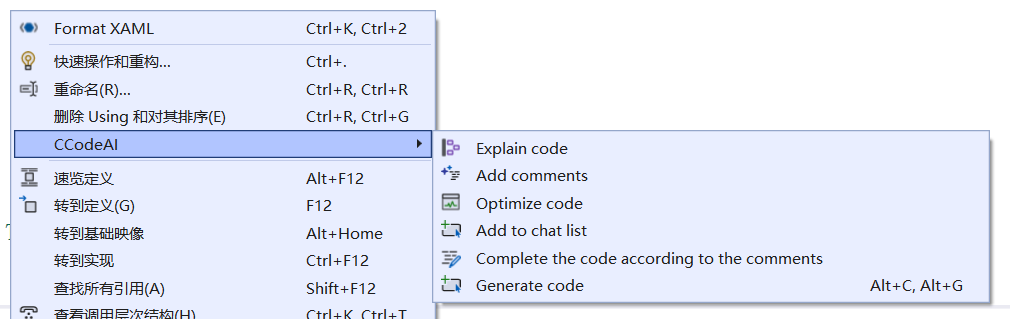 Format XAML Ctrl+K, Ctrl+2
快速操作和重构... Ctrl+.
重命名(R)... Ctrl+R, Ctrl+R
删除 Using 和对其排序(E) Ctrl+R, Ctrl+G
CCodeAI
Explain code
Add comments
Optimize code
Add to chat list
Complete the code according to the comments
Generate code Alt+C, Alt+G
速览定义 Alt+F12
转到定义(G) F12
转到基础映像 Alt+Home
转到实现 Ctrl+F12
查找所有引用(A) Shift+F12
查看调用层次结构(H) Ctrl+K, Ctrl+T